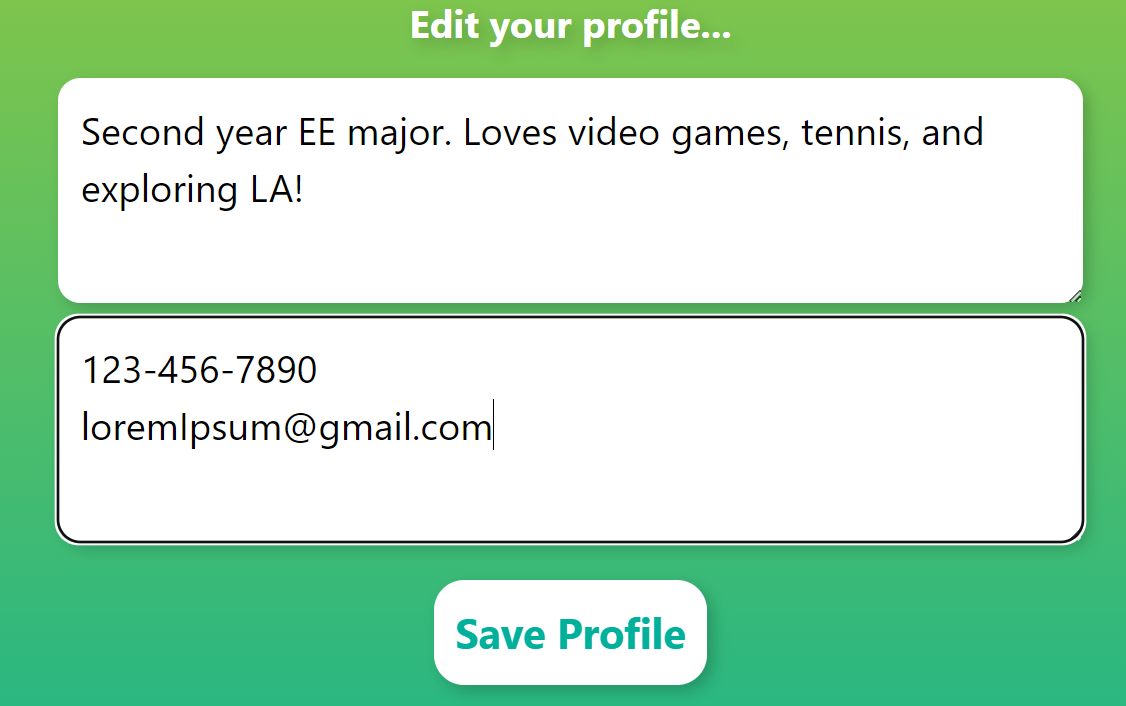 Edit your profile...
Second year EE major. Loves video games, tennis, and
exploring LA!
123-456-7890
loremIpsum@gmail.com
Save Profile